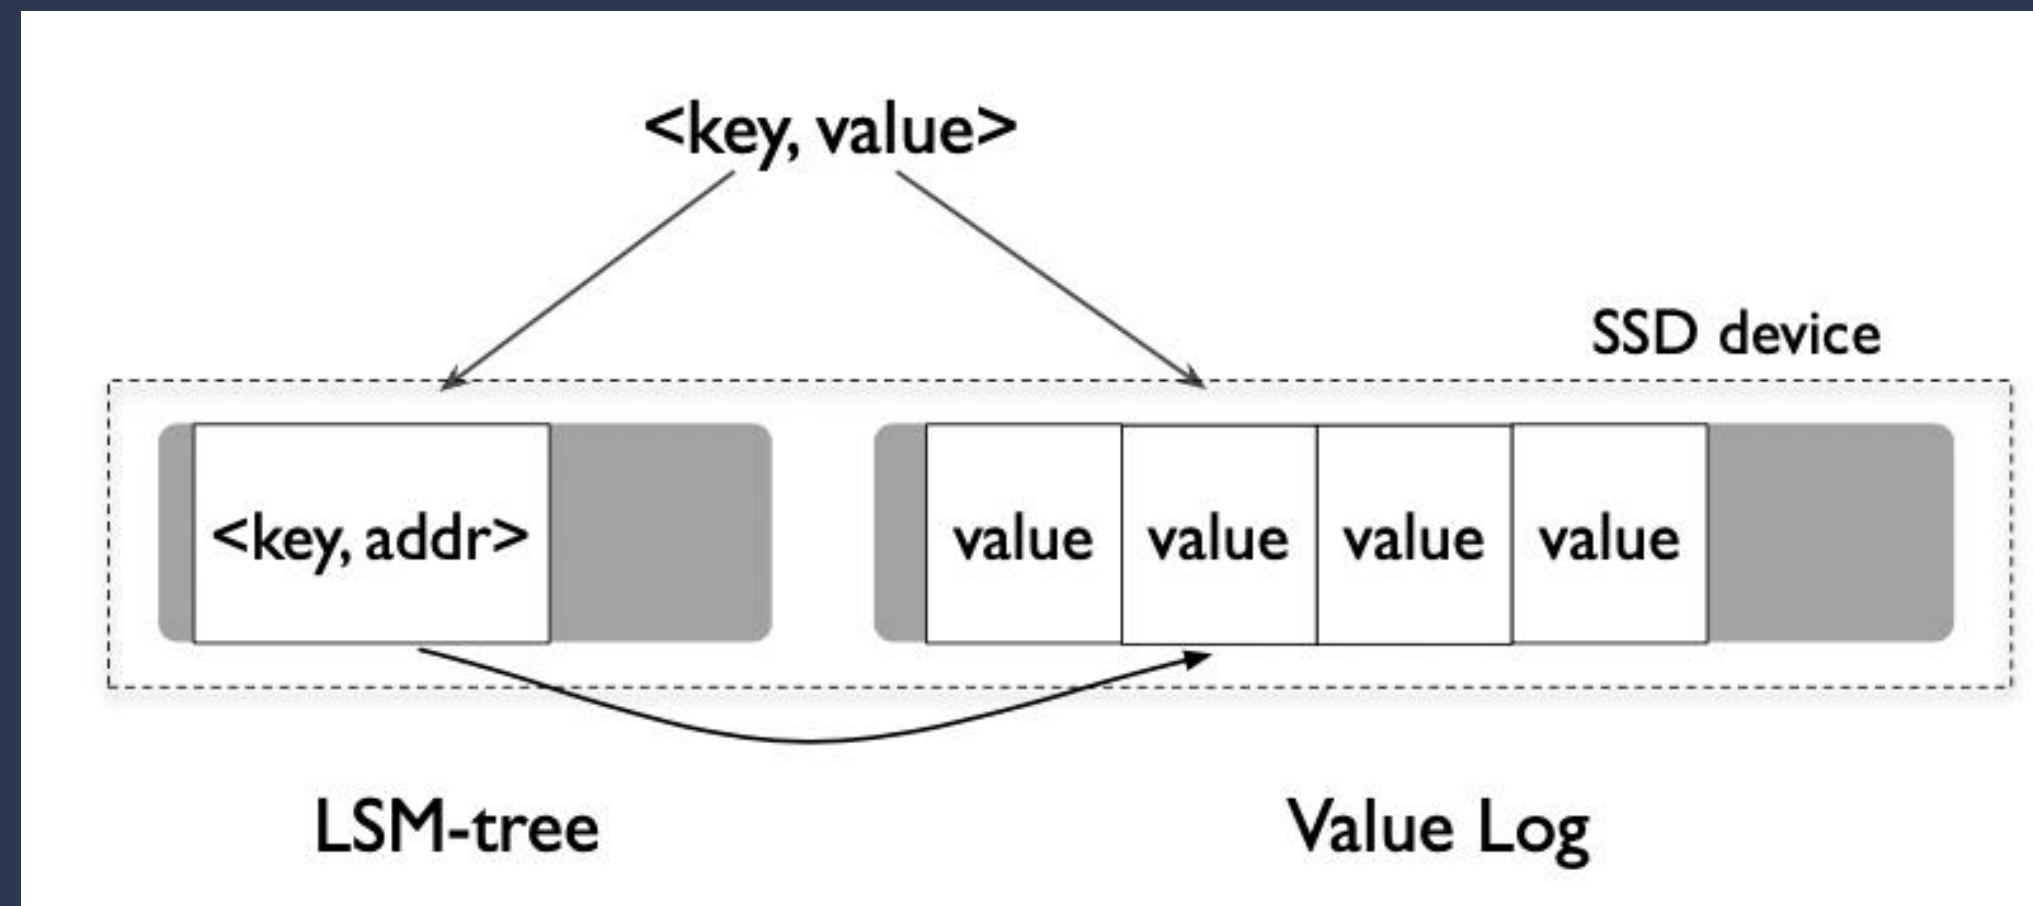 <key, value>
SSD device
<key, addr>
value value value value
LSM-tree
Value Log